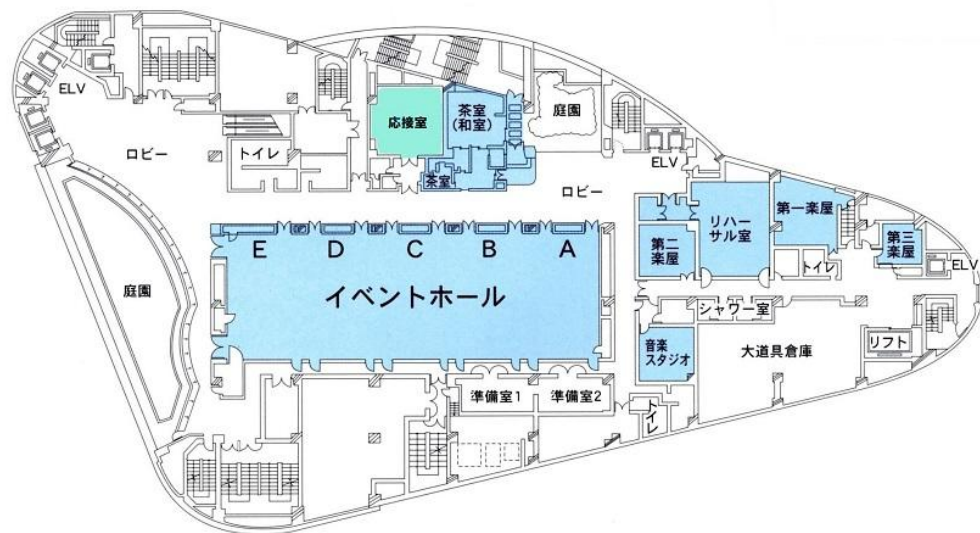 ELV
ロビー
トイレ
応接室
茶室
(和室)
茶室
庭園
ロビー
ELV
リハー
サル室
第一楽屋
第二
楽屋
第三
楽屋
トイレ
ELV
E
D
C
B
A
イベントホール
庭園
シャワー室
音楽
スタジオ
大道具倉庫
リフト
準備室1
準備室2
トイレ